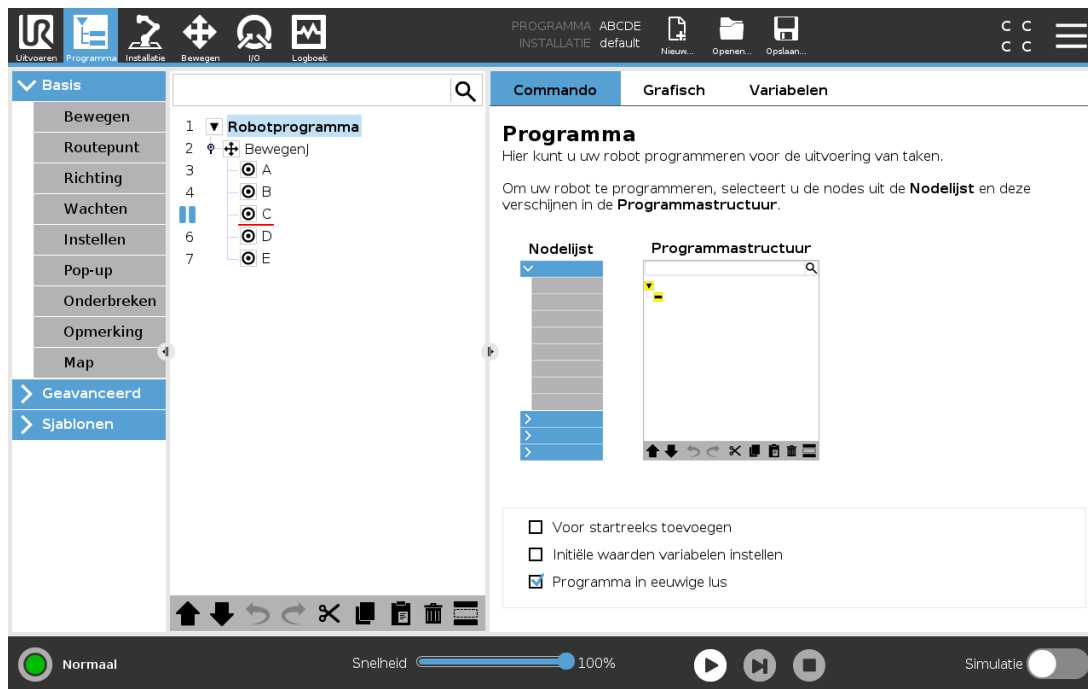 UR
PROGRAMMA ABCDE
INSTALLATIE default
C C
C C
Uitvoeren
Programma
Installatie
Bewegen
I/O
Logboek
Nieuw...
Openen...
Opslaan...
Basis
Bewegen
Routepunt
Richting
Wachten
Instellen
Pop-up
Onderbreken
Opmerking
Map
Geavanceerd
Sjablonen
1 Robotprogramma
2 BewegenJ
3 A
4 B
C
6 D
7 E
Commando
Grafisch
Variabelen
Programma
Hier kunt u uw robot programmeren voor de uitvoering van taken.
Om uw robot te programmeren, selecteert u de nodes uit de Nodelijst en deze
verschijnen in de Programmastructuur.
Nodelijst
Programmastructuur
Voor startreeks toevoegen
Initiële waarden variabelen instellen
Programma in eeuwige lus
Normaal
Snelheid
100%
Simulatie